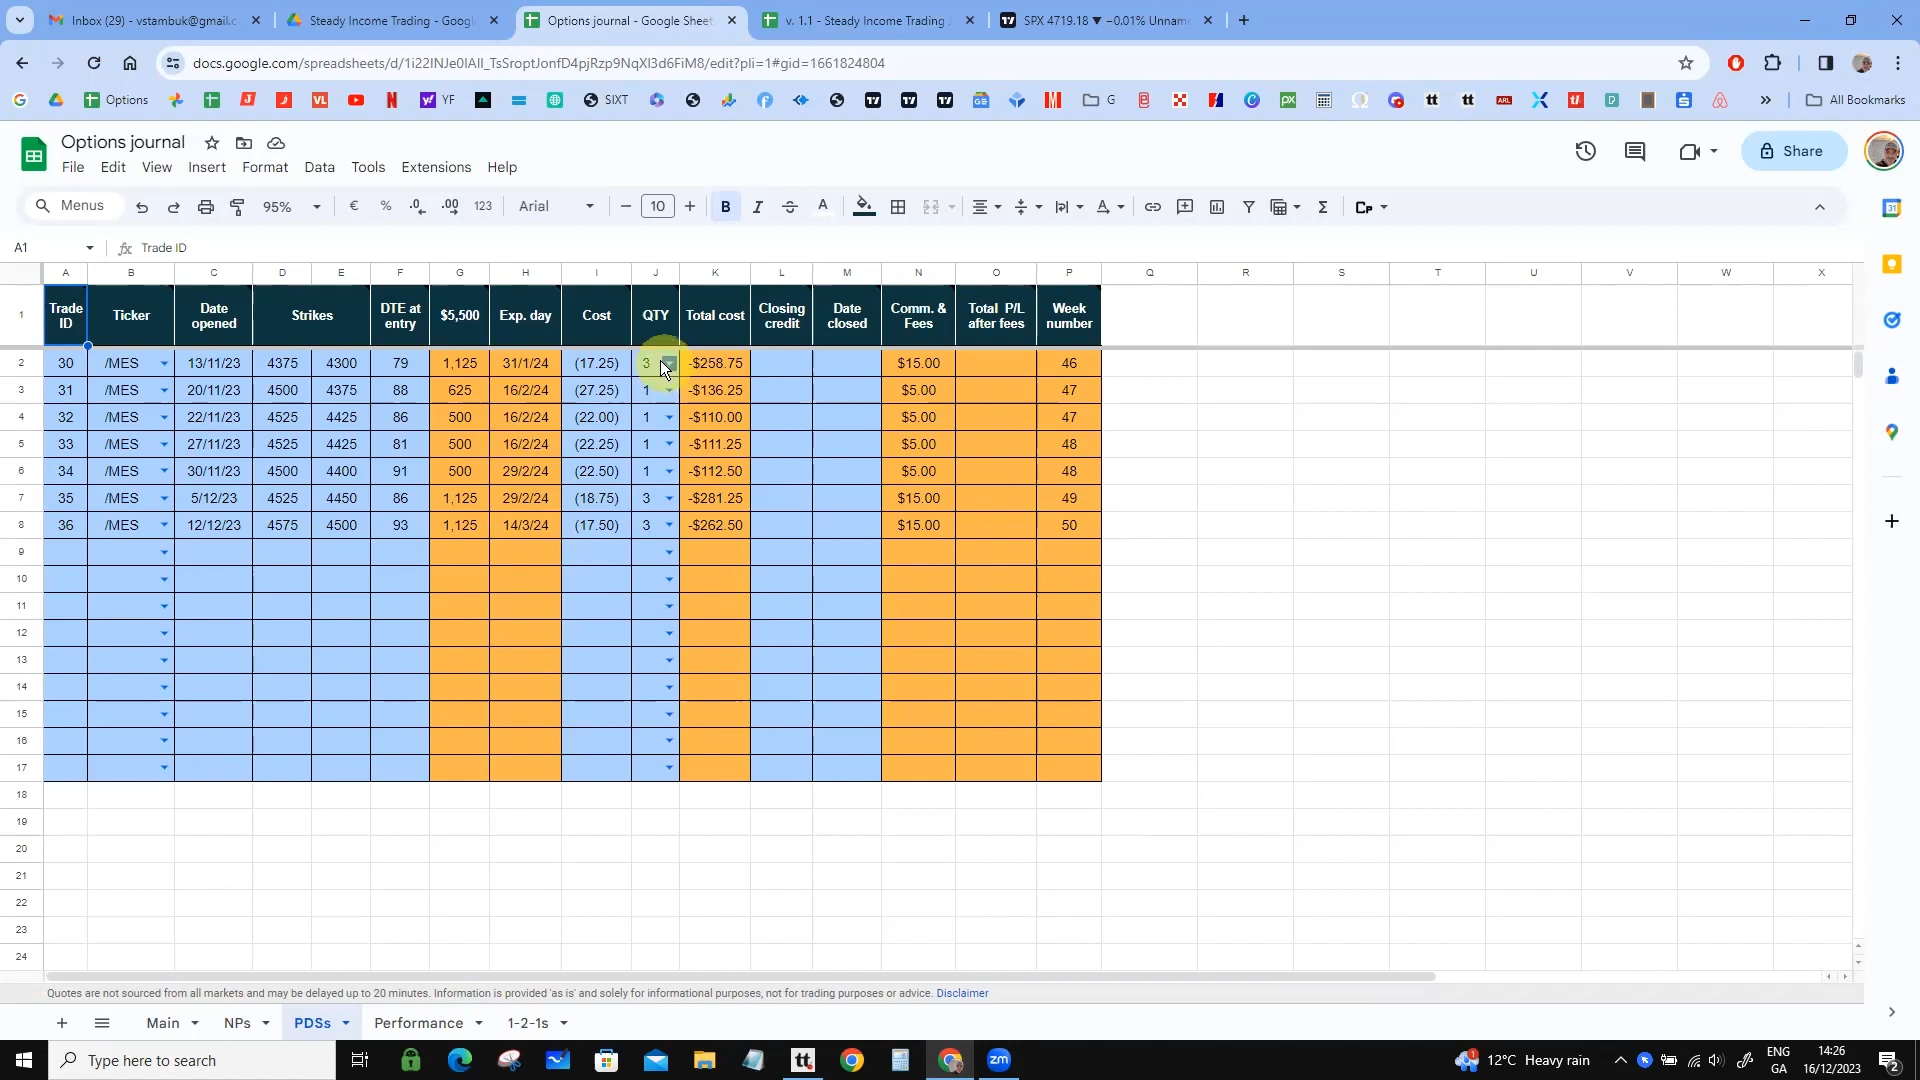 Inbox (29) - vstambuk@gmail.c
Steady Income Trading - Googl
Options journal - Google Sheet
v. 1.1 - Steady Income Trading
SPX 4719.18 ▼ −0.01% Unnam
docs.google.com/spreadsheets/d/1i22INJe0IAII_TsSroptJonfD4pjRzp9NqXl3d6FiM8/edit?pli=1#gid=1661824804
Options
YF
SIXT
G
All Bookmarks
Options journal
Share
File Edit View Insert Format Data Tools Extensions Help
Menus 95% € % .0 .00 123 Arial 10 B I A
A1 fx Trade ID
A B C D E F G H I J K L M N O P Q R S T U V W X
1 Trade ID Ticker Date opened Strikes DTE at entry $5,500 Exp. day Cost QTY Total cost Closing credit Date closed Comm. & Fees Total P/L after fees Week number
2 30 /MES 13/11/23 4375 4300 79 1,125 31/1/24 (17.25) 3 -$258.75 $15.00 46
3 31 /MES 20/11/23 4500 4375 88 625 16/2/24 (27.25) 1 -$136.25 $5.00 47
4 32 /MES 22/11/23 4525 4425 86 500 16/2/24 (22.00) 1 -$110.00 $5.00 47
5 33 /MES 27/11/23 4525 4425 81 500 16/2/24 (22.25) 1 -$111.25 $5.00 48
6 34 /MES 30/11/23 4500 4400 91 500 29/2/24 (22.50) 1 -$112.50 $5.00 48
7 35 /MES 5/12/23 4525 4450 86 1,125 29/2/24 (18.75) 3 -$281.25 $15.00 49
8 36 /MES 12/12/23 4575 4500 93 1,125 14/3/24 (17.50) 3 -$262.50 $15.00 50
9
10
11
12
13
14
15
16
17
18
19
20
21
22
23
24
Quotes are not sourced from all markets and may be delayed up to 20 minutes. Information is provided 'as is' and solely for informational purposes, not for trading purposes or advice. Disclaimer
Main NPs PDSs Performance 1-2-1s
Type here to search
tt
zm
12°C Heavy rain
ENG
GA
14:26
16/12/2023
2